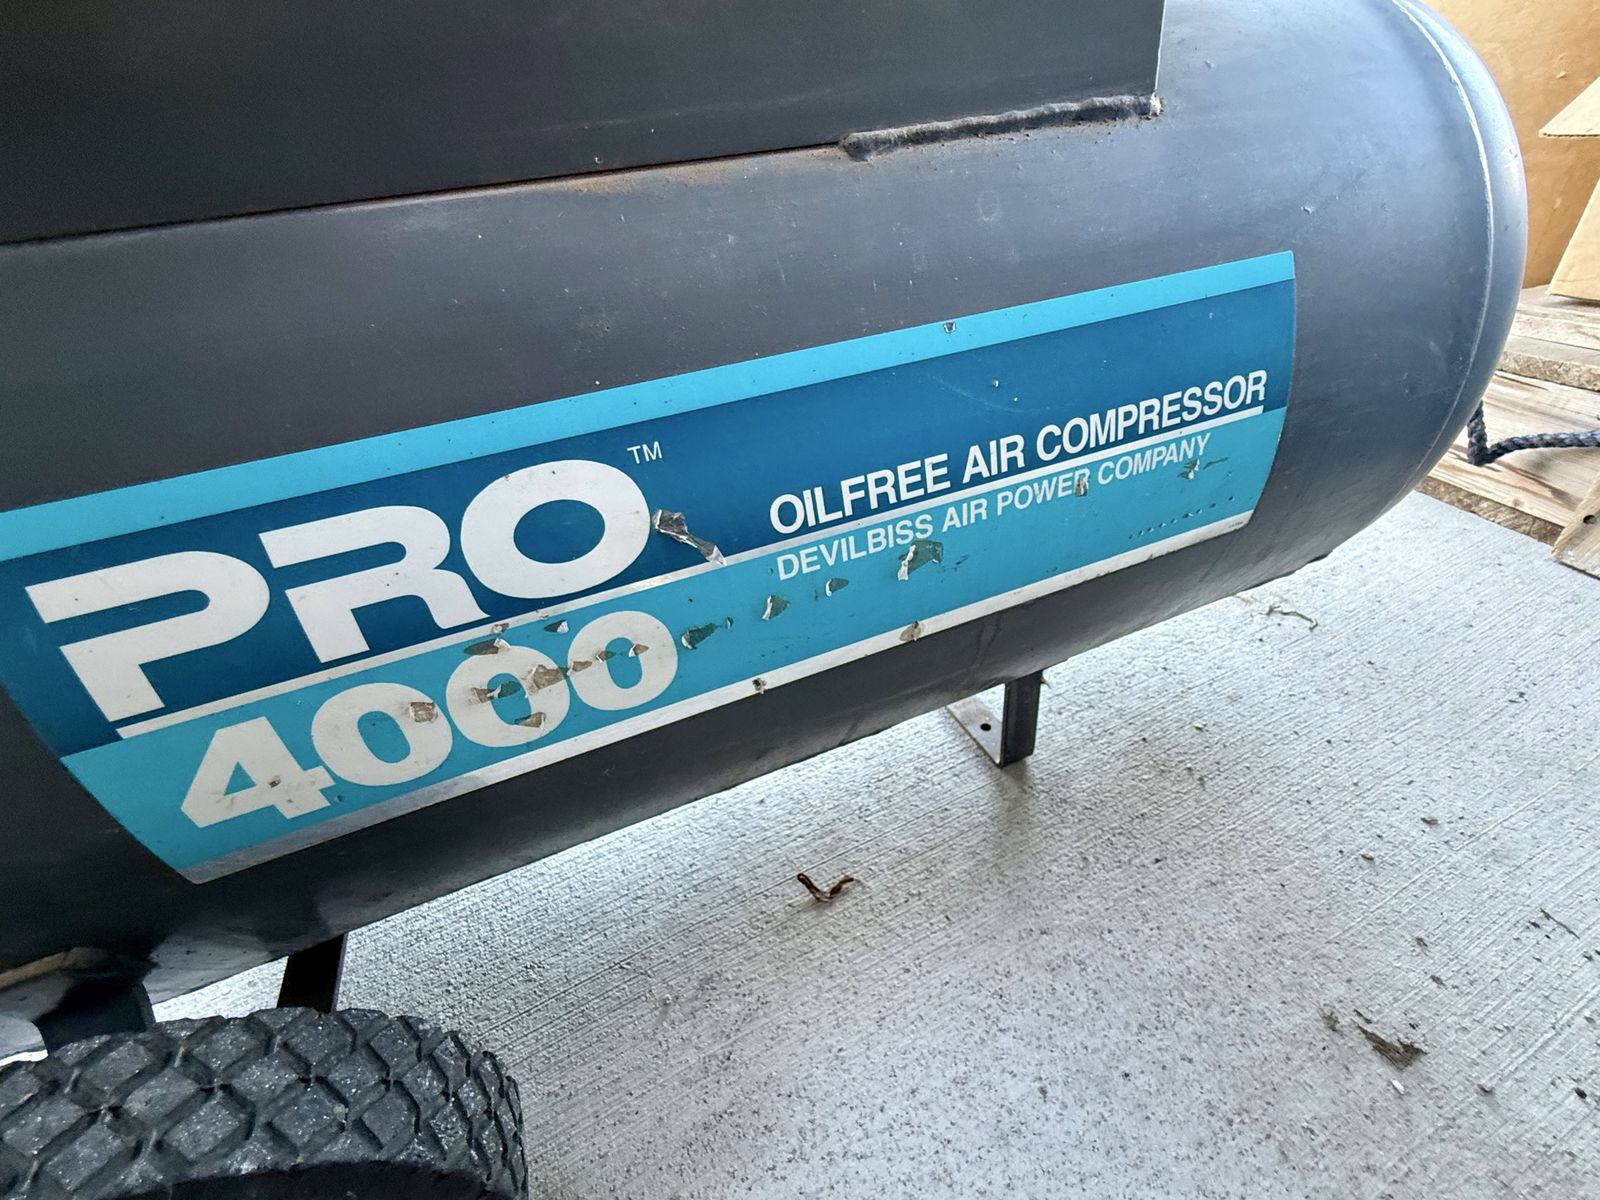 PRO™
4000
OILFREE AIR COMPRESSOR
DEVILBISS AIR POWER COMPANY